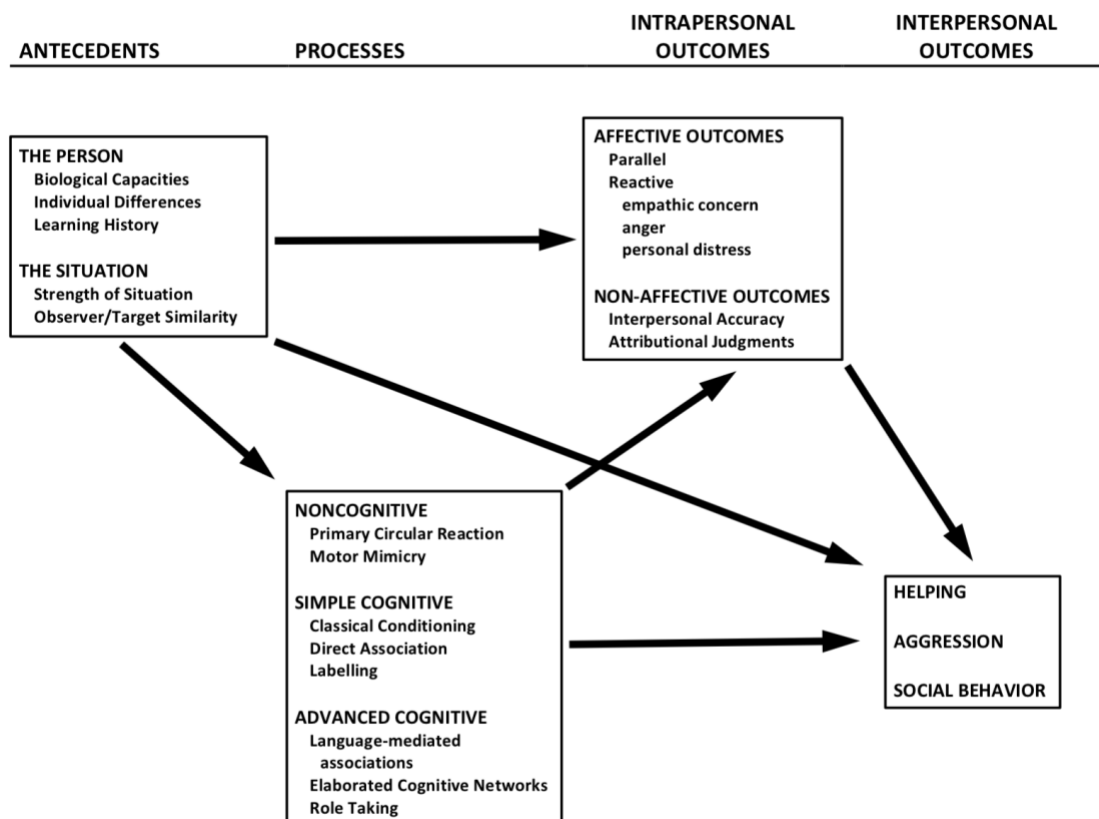 ANTECEDENTS
PROCESSES
INTRAPERSONAL
OUTCOMES
INTERPERSONAL
OUTCOMES
THE PERSON
Biological Capacities
Individual Differences
Learning History
THE SITUATION
Strength of Situation
Observer/Target Similarity
AFFECTIVE OUTCOMES
Parallel
Reactive
empathic concern
anger
personal distress
NON-AFFECTIVE OUTCOMES
Interpersonal Accuracy
Attributional Judgments
NONCOGNITIVE
Primary Circular Reaction
Motor Mimicry
SIMPLE COGNITIVE
Classical Conditioning
Direct Association
Labelling
ADVANCED COGNITIVE
Language-mediated
associations
Elaborated Cognitive Networks
Role Taking
HELPING
AGGRESSION
SOCIAL BEHAVIOR